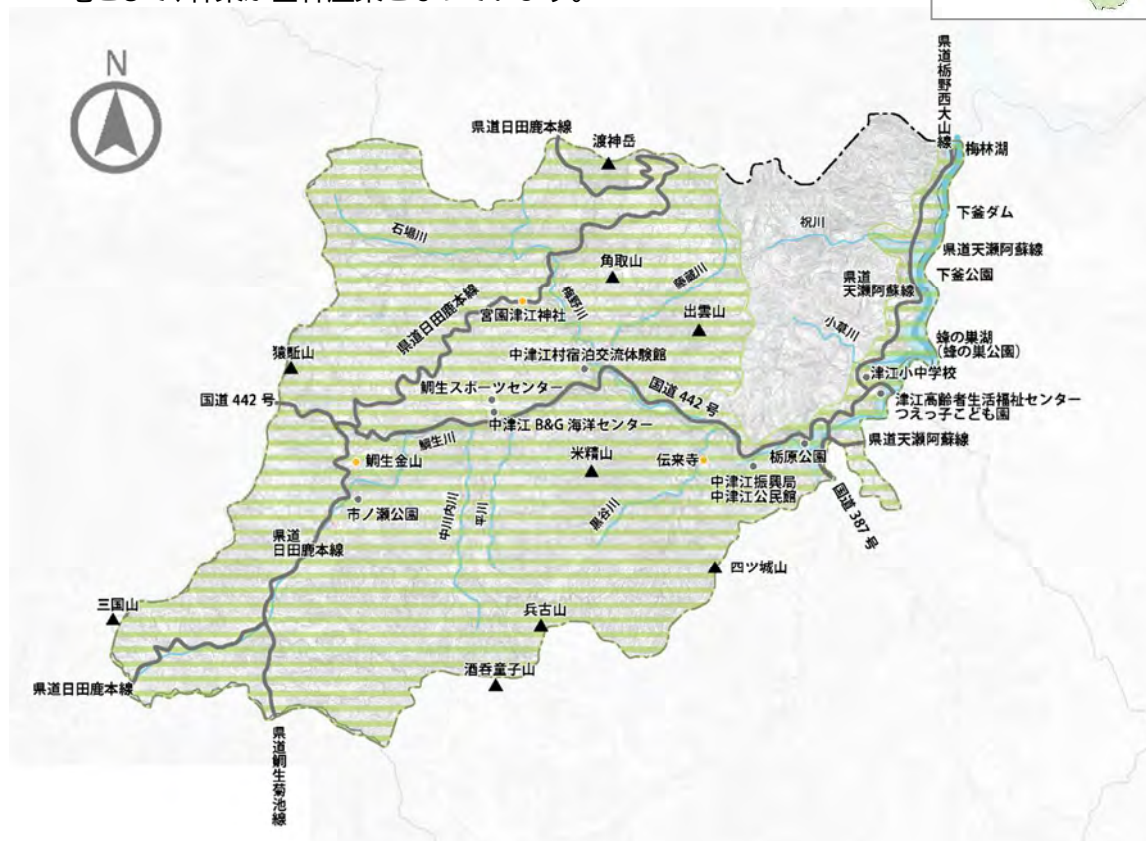 N
県道日田鹿本線
渡神岳
県道栃野西大山線
梅林湖
下釜ダム
県道天瀬阿蘇線
下釜公園
祝川
石場川
角取山
県道
天瀬阿蘇線
出雲山
小草川
蜂の巣湖
(蜂の巣公園)
県道日田鹿本線
宮園津江神社
中津江村宿泊交流体験館
津江小中学校
猿駈山
鯛生スポーツセンター
国道 442 号
国道 442 号
津江高齢者生活福祉センター
つえっ子こども園
中津江 B&G 海洋センター
鯛生川
県道天瀬阿蘇線
栃原公園
鯛生金山
米精山
伝来寺
中津江振興局
中津江公民館
市ノ瀬公園
中川内川
平川
黒谷川
国道 387 号
県道
日田鹿本線
四ツ城山
三国山
兵古山
酒呑童子山
県道日田鹿本線
県道鯛生菊池線